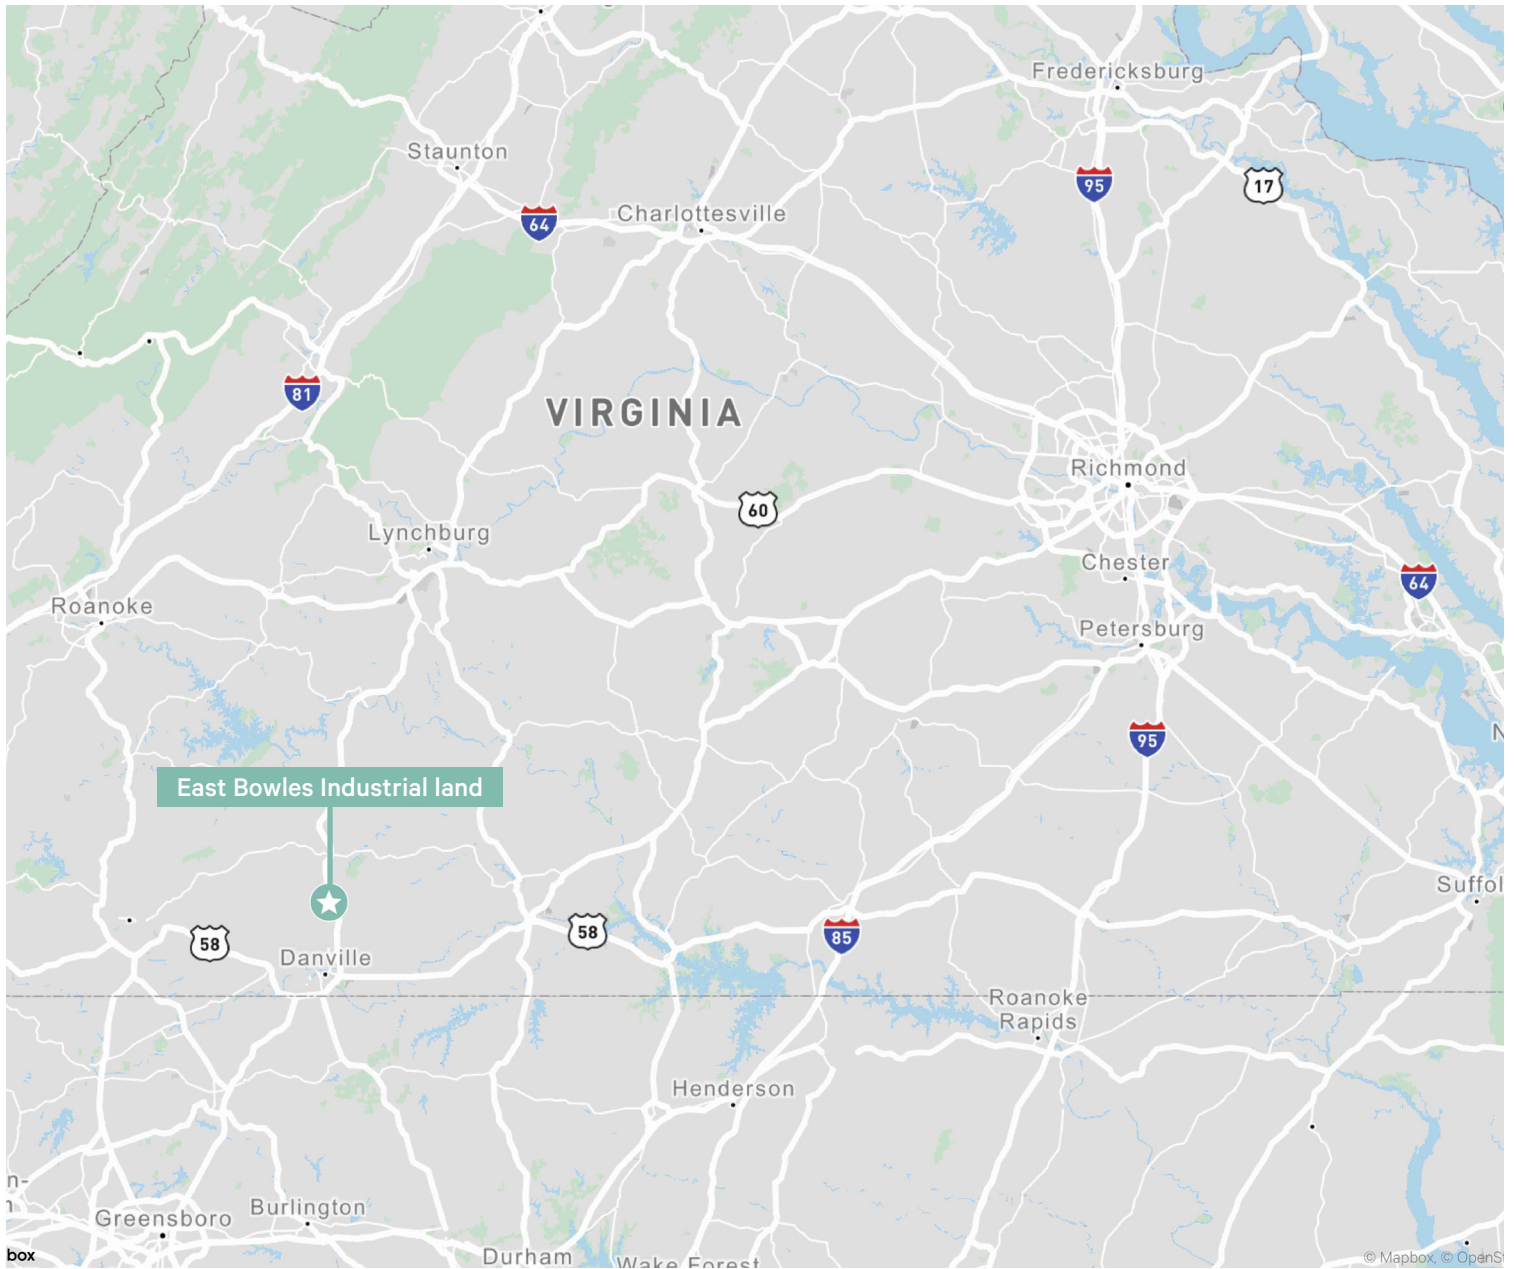 Fredericksburg
Staunton
95
17
Charlottesville
64
81
VIRGINIA
Richmond
60
Lynchburg
Chester
64
Roanoke
Petersburg
95
East Bowles Industrial land
Suffol
58
58
85
Danville
Roanoke
Rapids
Henderson
n-
Burlington
Greensboro
Durham
Wake Forest
box
© Mapbox, © OpenSt